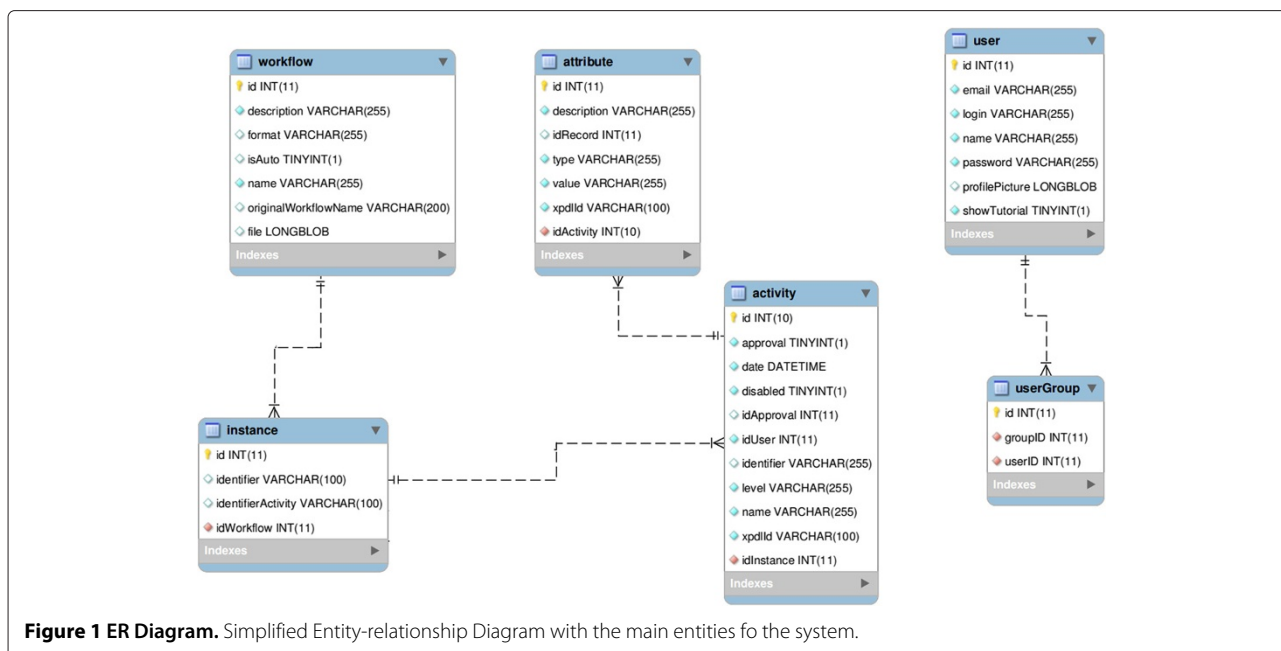 workflow
id INT(11)
description VARCHAR(255)
format VARCHAR(255)
isAuto TINYINT(1)
name VARCHAR(255)
originalWorkflowName VARCHAR(200)
file LONGBLOB
Indexes
attribute
id INT(11)
description VARCHAR(255)
idRecord INT(11)
type VARCHAR(255)
value VARCHAR(255)
xpdlId VARCHAR(100)
idActivity INT(10)
Indexes
user
id INT(11)
email VARCHAR(255)
login VARCHAR(255)
name VARCHAR(255)
password VARCHAR(255)
profilePicture LONGBLOB
showTutorial TINYINT(1)
Indexes
activity
id INT(10)
approval TINYINT(1)
date DATETIME
disabled TINYINT(1)
idApproval INT(11)
idUser INT(11)
identifier VARCHAR(255)
level VARCHAR(255)
name VARCHAR(255)
xpdlId VARCHAR(100)
idInstance INT(11)
Indexes
userGroup
id INT(11)
groupID INT(11)
userID INT(11)
Indexes
instance
id INT(11)
identifier VARCHAR(100)
identifierActivity VARCHAR(100)
idWorkflow INT(11)
Indexes
Figure 1 ER Diagram. Simplified Entity-relationship Diagram with the main entities fo the system.